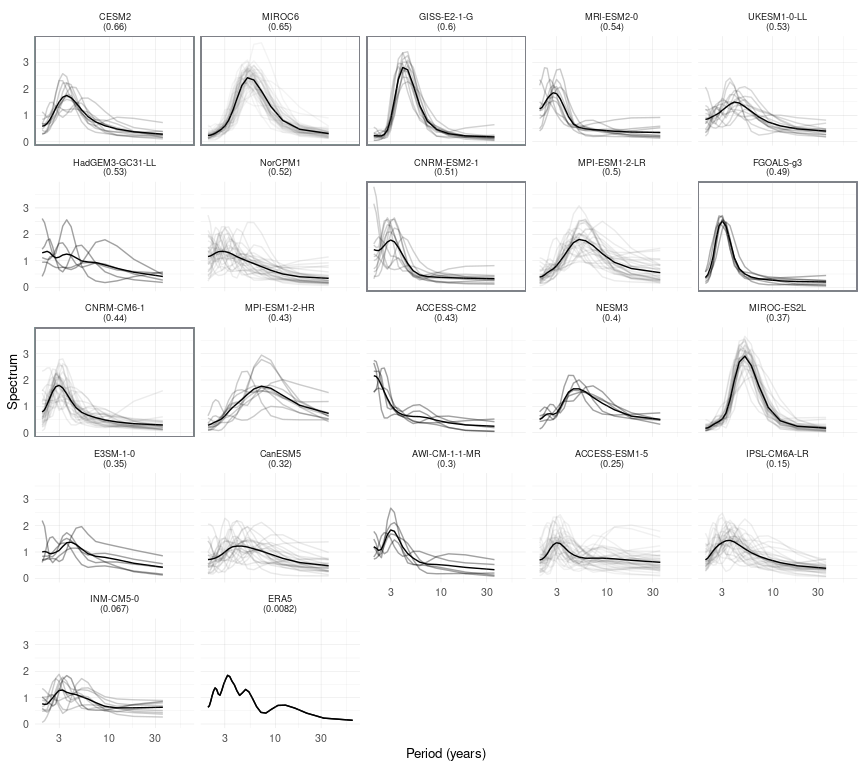 CESM2 MIROC6 GISS-E2-1-G MRI-ESM2-0 UKESM1-0-LL
(0.66) (0.65) (0.6) (0.54) (0.53)
3
2
1
0
HadGEM3-GC31-LL NorCPM1 CNRM-ESM2-1 MPI-ESM1-2-LR FGOALS-g3
(0.53) (0.52) (0.51) (0.5) (0.49)
3
2
1
0
CNRM-CM6-1 MPI-ESM1-2-HR ACCESS-CM2 NESM3 MIROC-ES2L
(0.44) (0.43) (0.43) (0.4) (0.37)
3
2
1
0
Spectrum
E3SM-1-0 CanESM5 AWI-CM-1-1-MR ACCESS-ESM1-5 IPSL-CM6A-LR
(0.35) (0.32) (0.3) (0.25) (0.15)
3
2
1
0
3 10 30 3 10 30 3 10 30
INM-CM5-0 ERA5
(0.067) (0.0082)
3
2
1
0
3 10 30 3 10 30
Period (years)